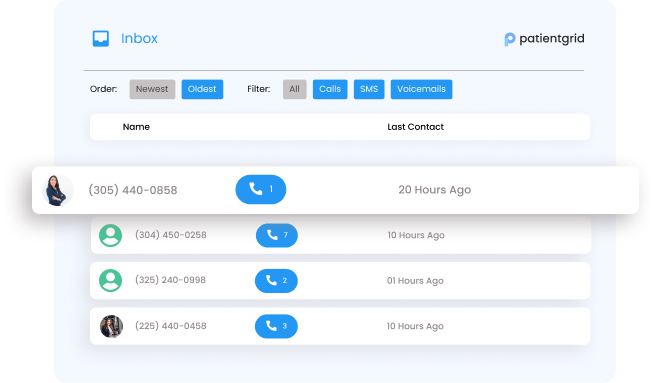 Inbox
patientgrid
Order: Newest Oldest Filter: All Calls SMS Voicemails
Name Last Contact
(305) 440-0858 1 20 Hours Ago
(304) 450-0258 7 10 Hours Ago
(325) 240-0998 2 01 Hours Ago
(225) 440-0458 3 10 Hours Ago